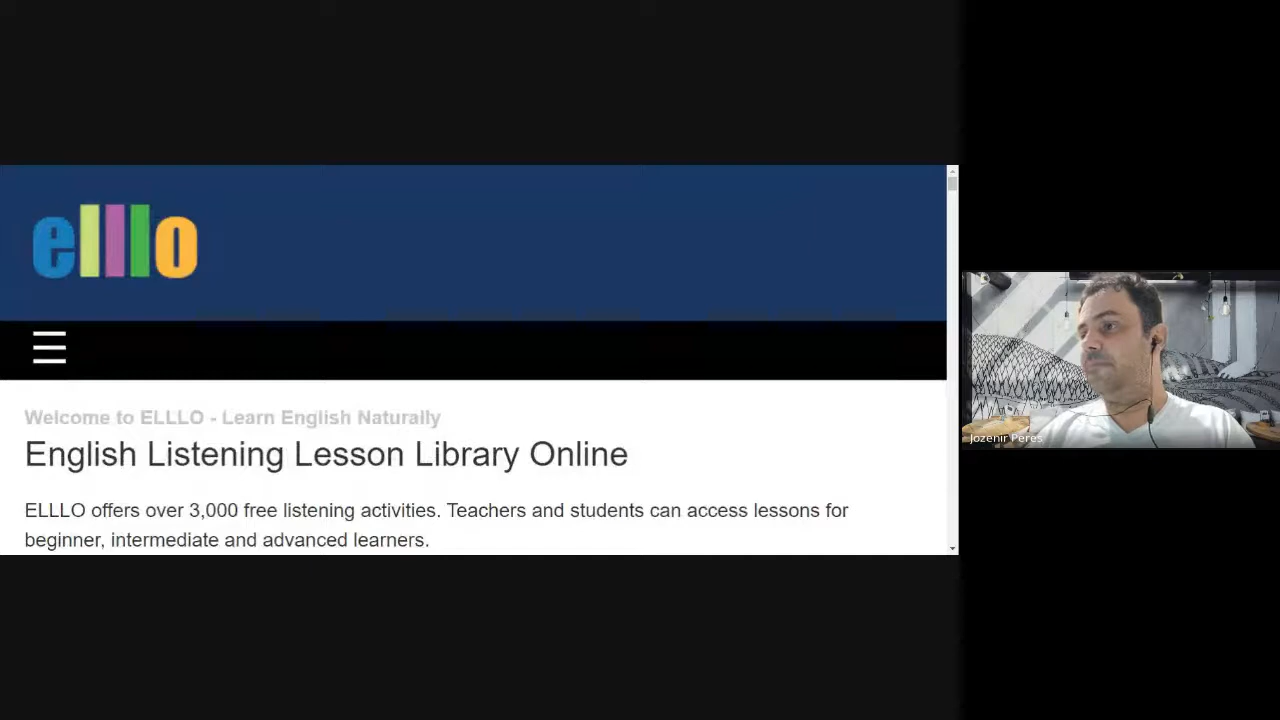 elllo
Welcome to ELLLO - Learn English Naturally
English Listening Lesson Library Online
ELLLO offers over 3,000 free listening activities. Teachers and students can access lessons for
beginner, intermediate and advanced learners.
Jozenir Peres